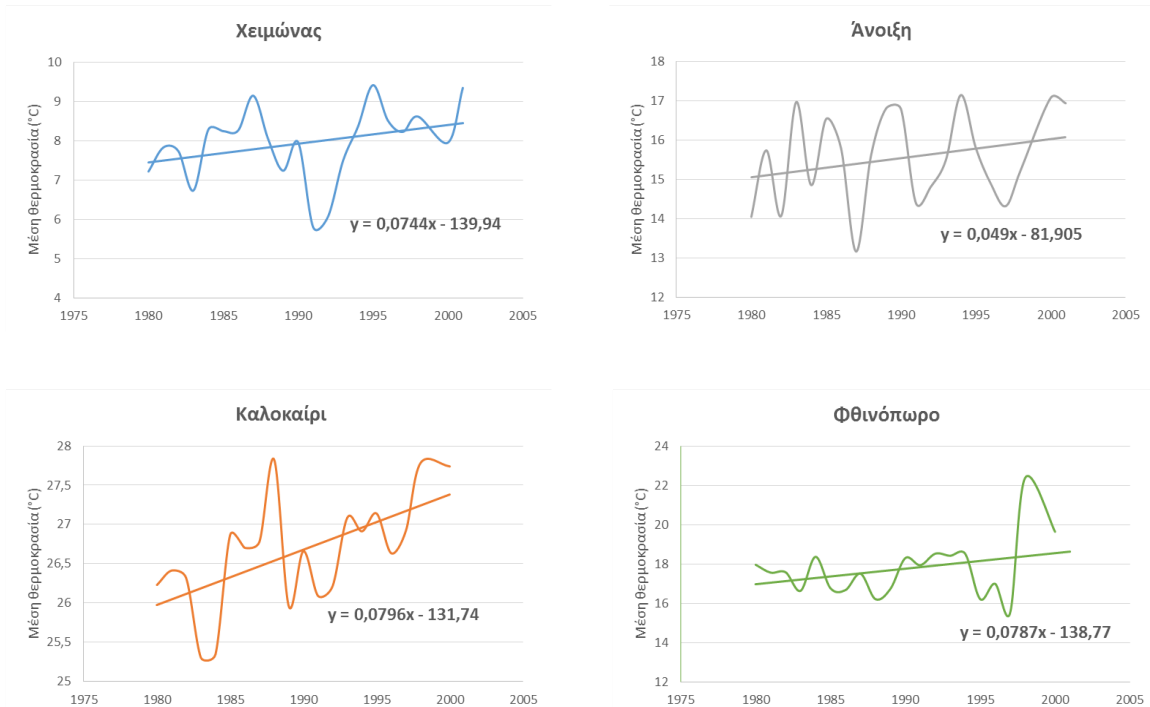 Χειμώνας
Μέση θερμοκρασία (°C)
10
9
8
7
6
5
4
y = 0,0744x - 139,94
1975 1980 1985 1990 1995 2000 2005
Άνοιξη
Μέση θερμοκρασία (°C)
18
17
16
15
14
13
12
y = 0,049x - 81,905
1975 1980 1985 1990 1995 2000 2005
Καλοκαίρι
Μέση θερμοκρασία (°C)
28
27,5
27
26,5
26
25,5
25
y = 0,0796x - 131,74
1975 1980 1985 1990 1995 2000 2005
Φθινόπωρο
Μέση θερμοκρασία (°C)
24
22
20
18
16
14
12
y = 0,0787x - 138,77
1975 1980 1985 1990 1995 2000 2005